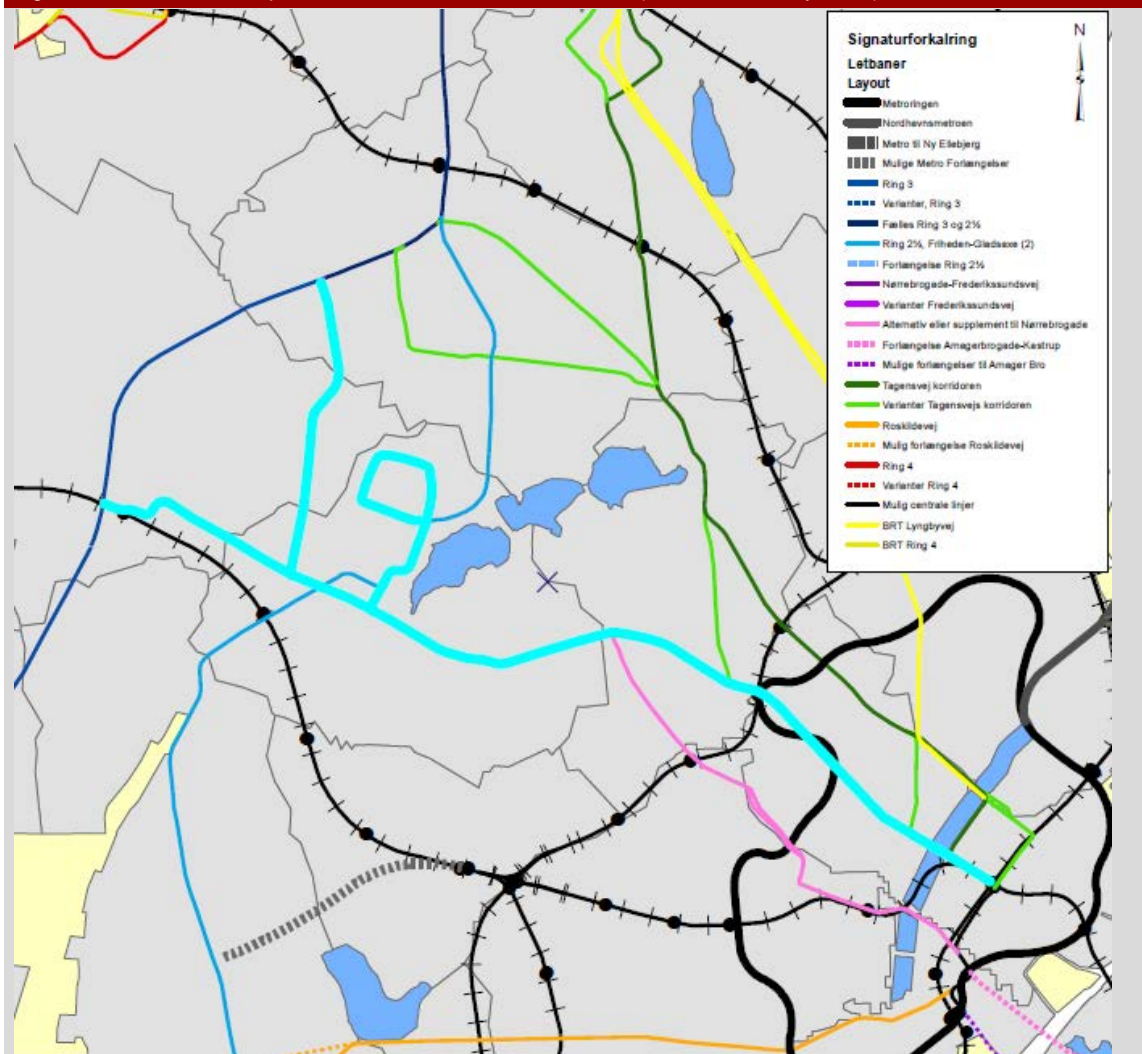 Signaturforkalring
N
Letbaner
Layout
Metroringen
Nordhavnsmetroen
Metro til Ny Ellebjerg
Mulige Metro Forlængelser
Ring 3
Varianter, Ring 3
Fælles Ring 3 og 2½
Ring 2½, Friheden-Gladsaxe (2)
Forlængelse Ring 2½
Nørrebrogade-Frederikssundsvej
Varianter Frederikssundsvej
Alternativ eller supplement til Nørrebrogade
Forlængelse Amagerbrogade-Kastrup
Mulige forlængelser til Amager Bro
Tagensvej korridoren
Varianter Tagensvejs korridoren
Roskildevej
Mulig forlængelse Roskildevej
Ring 4
Varianter Ring 4
Mulig centrale linjer
BRT Lyngbyvej
BRT Ring 4